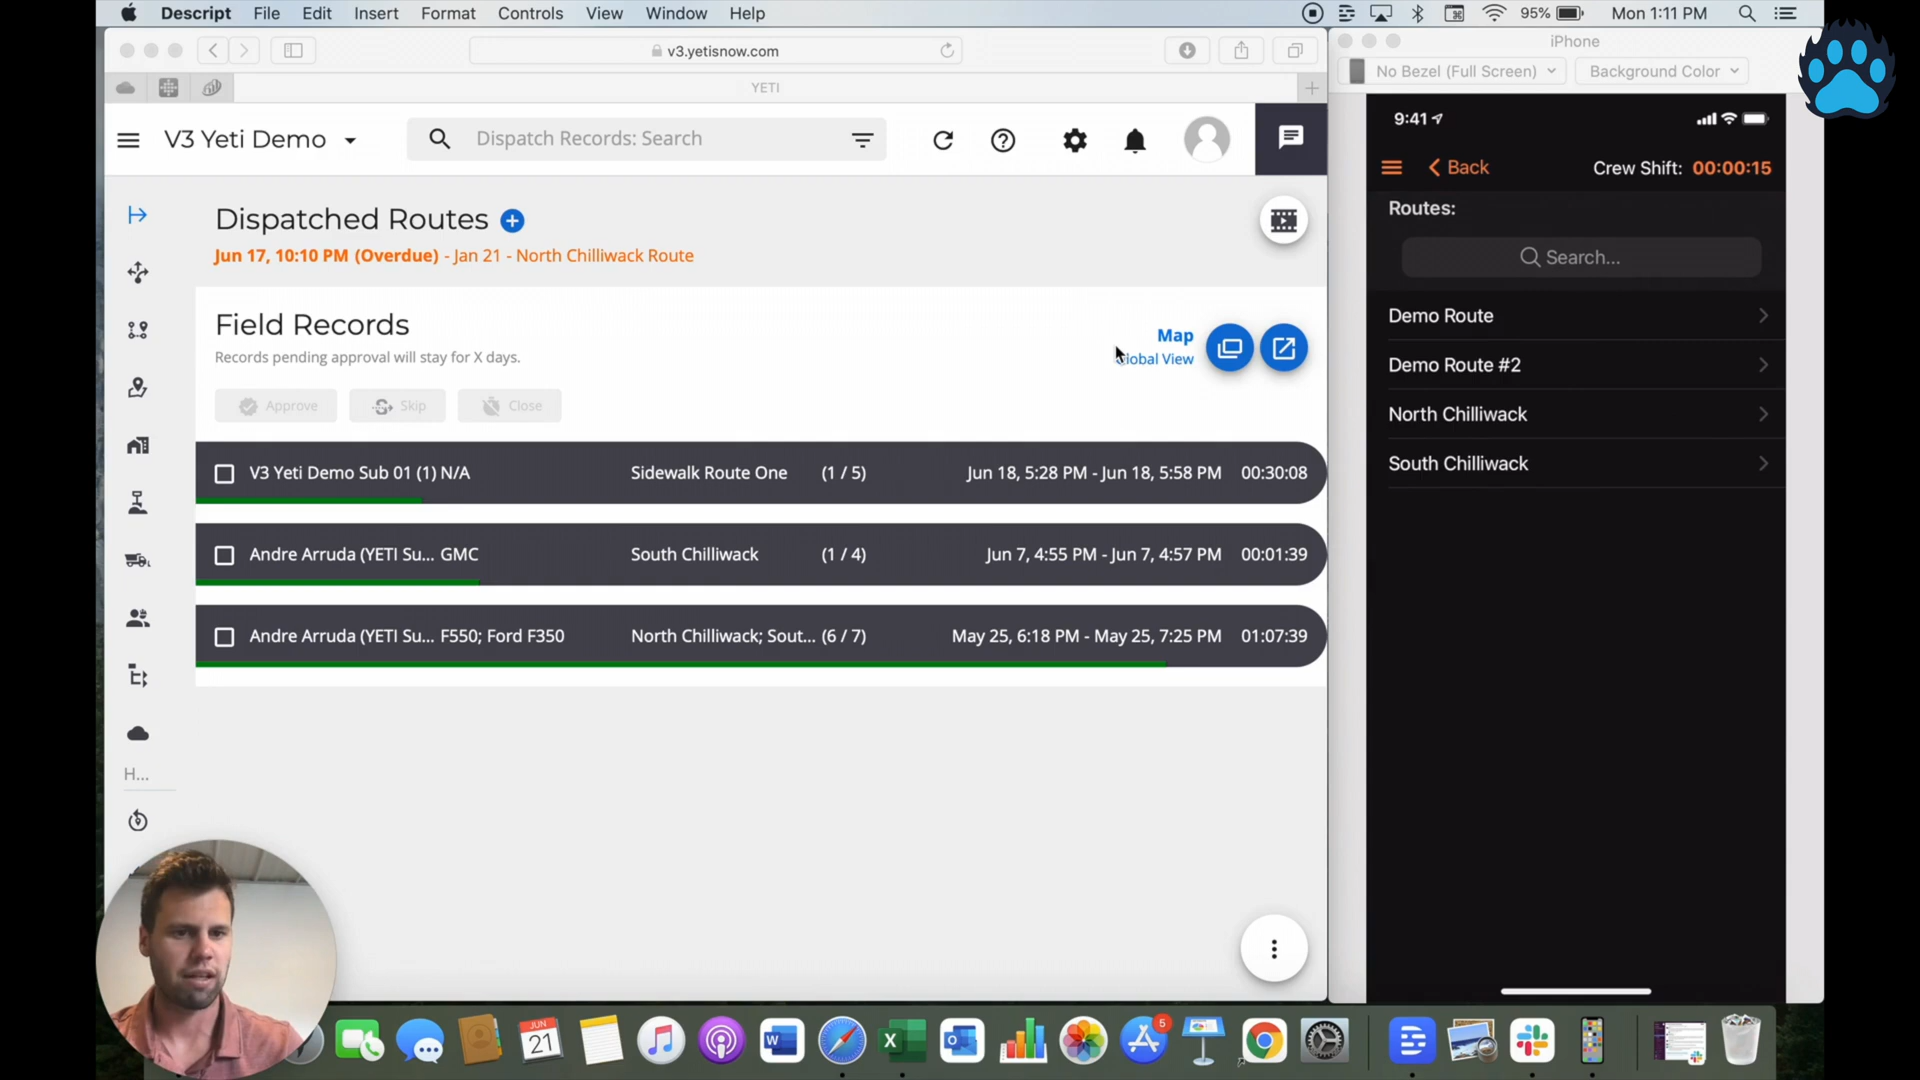 Descript File Edit Insert Format Controls View Window Help 95% Mon 1:11 PM
v3.yetisnow.com
YETI
V3 Yeti Demo
Dispatch Records: Search
Dispatched Routes
Jun 17, 10:10 PM (Overdue) - Jan 21 - North Chilliwack Route
Field Records
Records pending approval will stay for X days.
Map
Global View
Approve Skip Close
V3 Yeti Demo Sub 01 (1) N/A Sidewalk Route One (1 / 5) Jun 18, 5:28 PM - Jun 18, 5:58 PM 00:30:08
Andre Arruda (YETI Su... GMC South Chilliwack (1 / 4) Jun 7, 4:55 PM - Jun 7, 4:57 PM 00:01:39
Andre Arruda (YETI Su... F550; Ford F350 North Chilliwack; Sout... (6 / 7) May 25, 6:18 PM - May 25, 7:25 PM 01:07:39
H...
iPhone
No Bezel (Full Screen) Background Color
9:41
Back Crew Shift: 00:00:15
Routes:
Search...
Demo Route
Demo Route #2
North Chilliwack
South Chilliwack
JUN
21
5
W
X